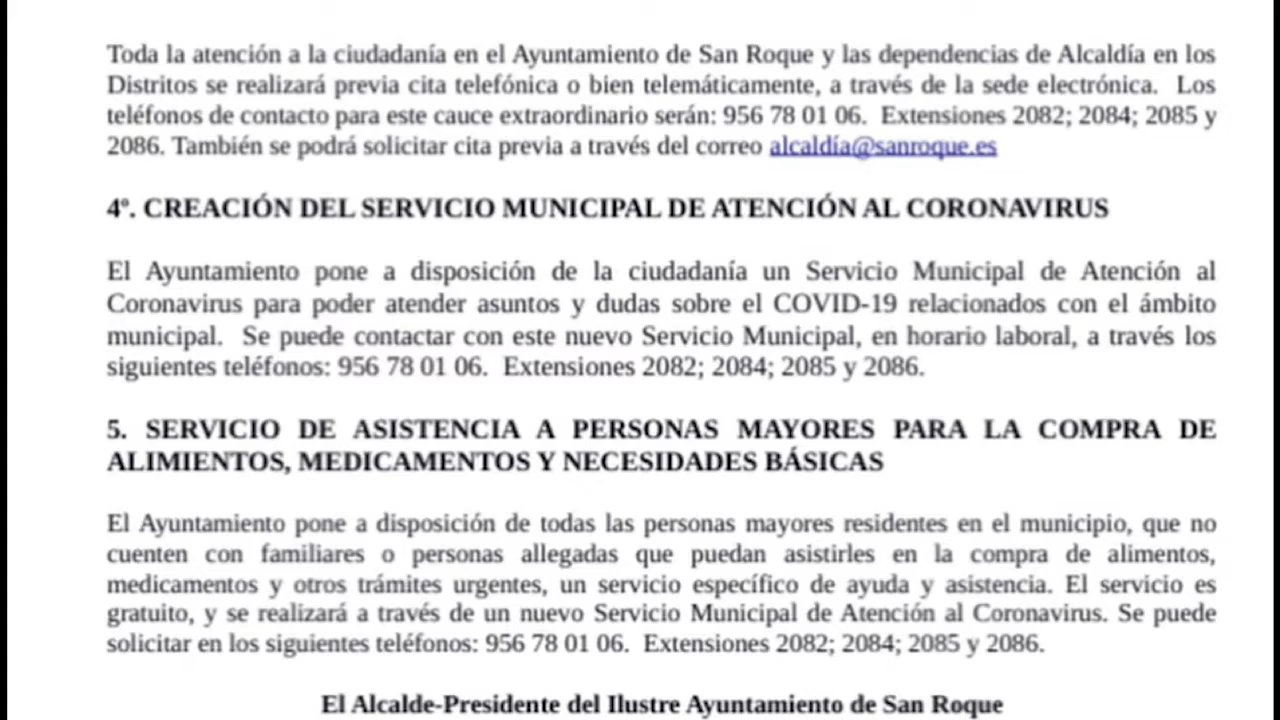 Toda la atención a la ciudadanía en el Ayuntamiento de San Roque y las dependencias de Alcaldía en los
Distritos se realizará previa cita telefónica o bien telemáticamente, a través de la sede electrónica. Los
teléfonos de contacto para este cauce extraordinario serán: 956 78 01 06. Extensiones 2082; 2084; 2085 y
2086. También se podrá solicitar cita previa a través del correo alcaldía@sanroque.es
4º. CREACIÓN DEL SERVICIO MUNICIPAL DE ATENCIÓN AL CORONAVIRUS
El Ayuntamiento pone a disposición de la ciudadanía un Servicio Municipal de Atención al
Coronavirus para poder atender asuntos y dudas sobre el COVID-19 relacionados con el ámbito
municipal. Se puede contactar con este nuevo Servicio Municipal, en horario laboral, a través los
siguientes teléfonos: 956 78 01 06. Extensiones 2082; 2084; 2085 y 2086.
5. SERVICIO DE ASISTENCIA A PERSONAS MAYORES PARA LA COMPRA DE
ALIMIENTOS, MEDICAMENTOS Y NECESIDADES BÁSICAS
El Ayuntamiento pone a disposición de todas las personas mayores residentes en el municipio, que no
cuenten con familiares o personas allegadas que puedan asistirles en la compra de alimentos,
medicamentos y otros trámites urgentes, un servicio específico de ayuda y asistencia. El servicio es
gratuito, y se realizará a través de un nuevo Servicio Municipal de Atención al Coronavirus. Se puede
solicitar en los siguientes teléfonos: 956 78 01 06. Extensiones 2082; 2084; 2085 y 2086.
El Alcalde-Presidente del Ilustre Ayuntamiento de San Roque